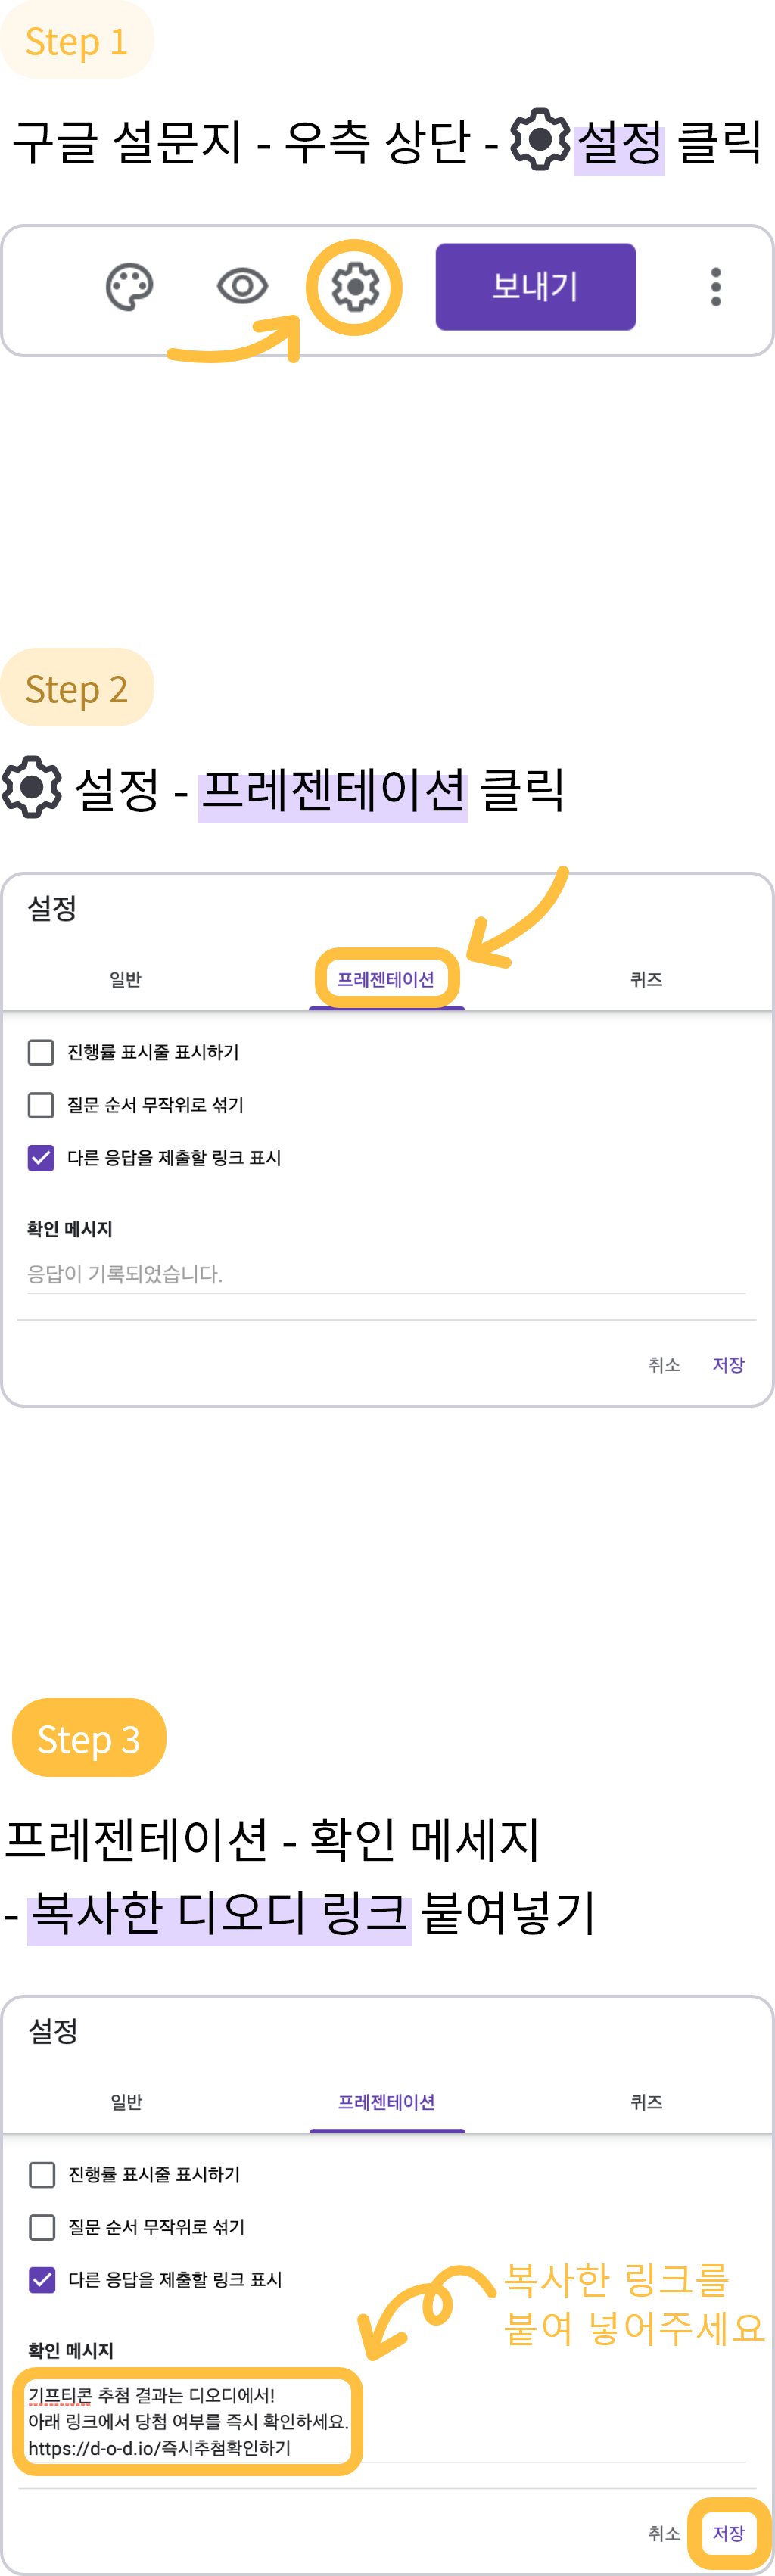 Step 1
구글 설문지 - 우측 상단 - 설정 클릭
보내기
Step 2
설정 - 프레젠테이션 클릭
설정
일반 프레젠테이션 퀴즈
진행률 표시줄 표시하기
질문 순서 무작위로 섞기
다른 응답을 제출할 링크 표시
확인 메시지
응답이 기록되었습니다.
취소 저장
Step 3
프레젠테이션 - 확인 메세지
- 복사한 디오디 링크 붙여넣기
설정
일반 프레젠테이션 퀴즈
진행률 표시줄 표시하기
질문 순서 무작위로 섞기
다른 응답을 제출할 링크 표시
복사한 링크를
붙여 넣어주세요
확인 메시지
기프티콘 추첨 결과는 디오디에서!
아래 링크에서 당첨 여부를 즉시 확인하세요.
https://d-o-d.io/즉시추첨확인하기
취소 저장